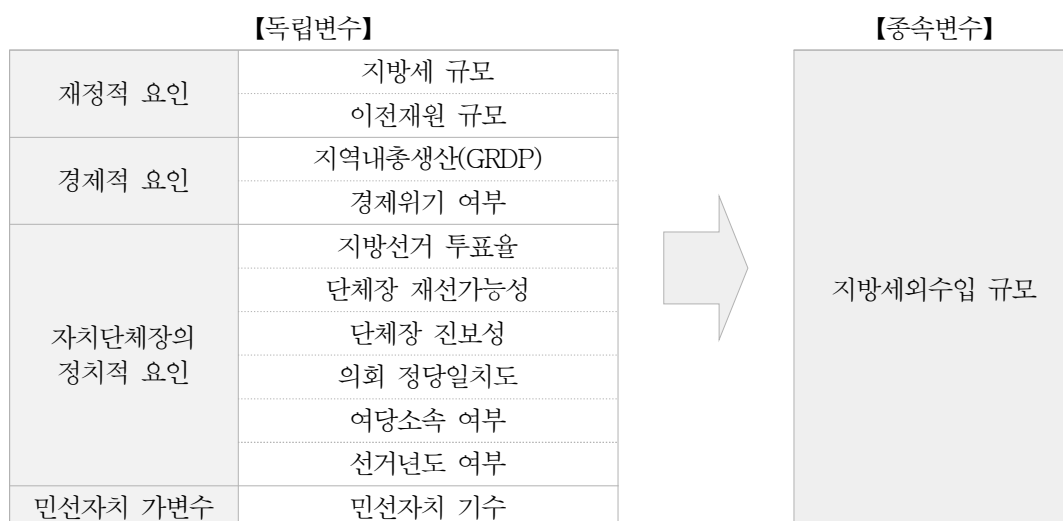 【독립변수】
【종속변수】
재정적 요인
지방세 규모
이전재원 규모
경제적 요인
지역내총생산(GRDP)
경제위기 여부
자치단체장의
정치적 요인
지방선거 투표율
단체장 재선가능성
단체장 진보성
의회 정당일치도
여당소속 여부
선거년도 여부
민선자치 가변수
민선자치 기수
지방세외수입 규모